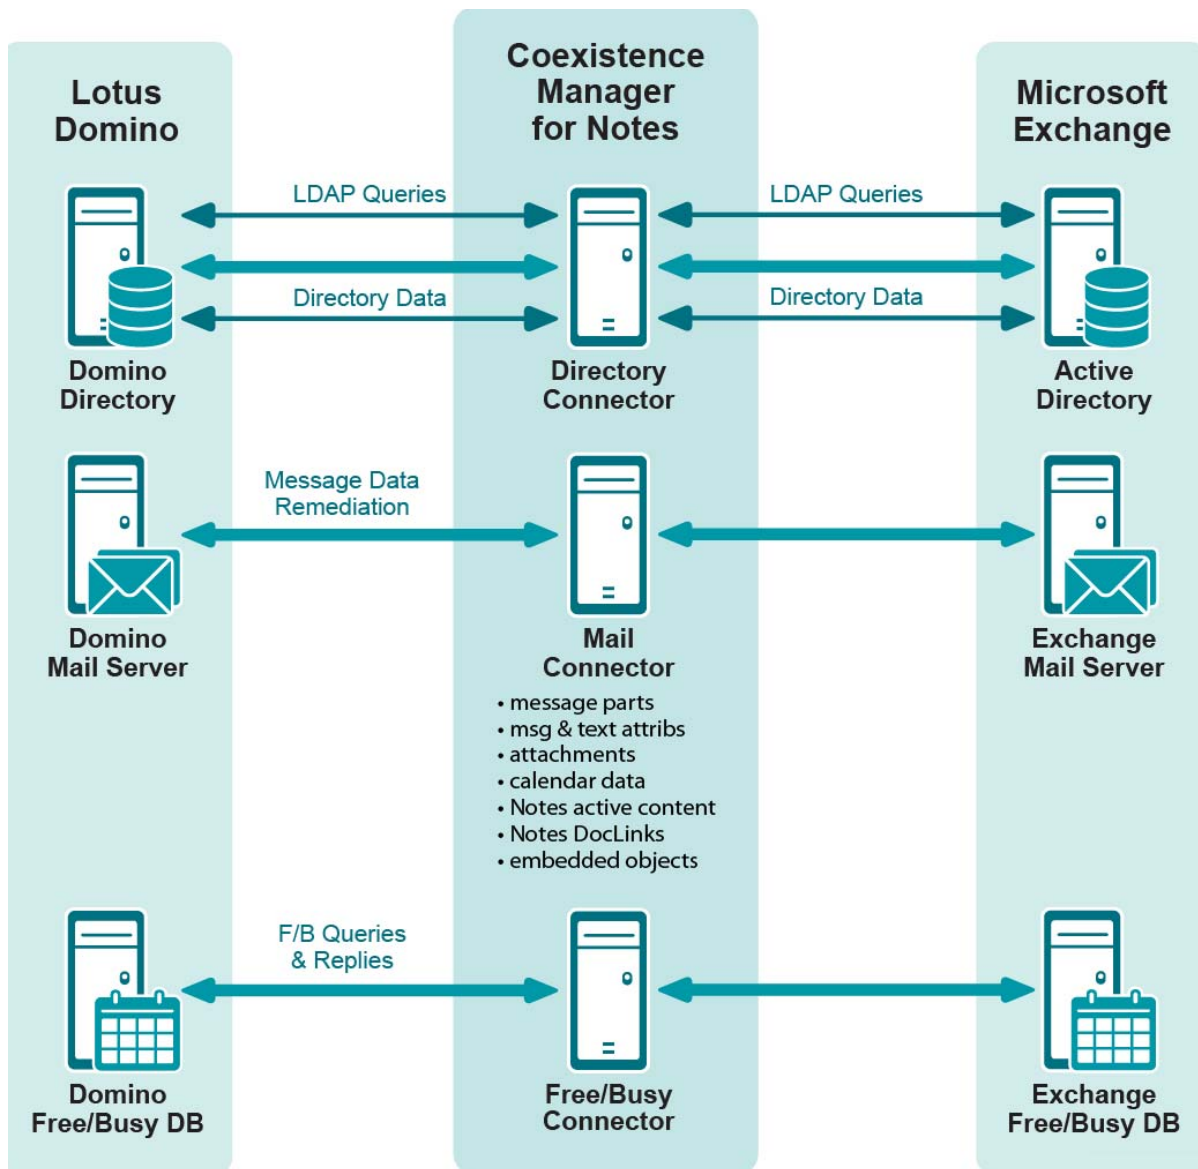 Lotus
Domino
Coexistence
Manager
for Notes
Microsoft
Exchange
LDAP Queries
LDAP Queries
Directory Data
Directory Data
Domino
Directory
Directory
Connector
Active
Directory
Message Data
Remediation
Domino
Mail Server
Mail
Connector
Exchange
Mail Server
• message parts
• msg & text attribs
• attachments
• calendar data
• Notes active content
• Notes DocLinks
• embedded objects
F/B Queries
& Replies
Domino
Free/Busy DB
Free/Busy
Connector
Exchange
Free/Busy DB